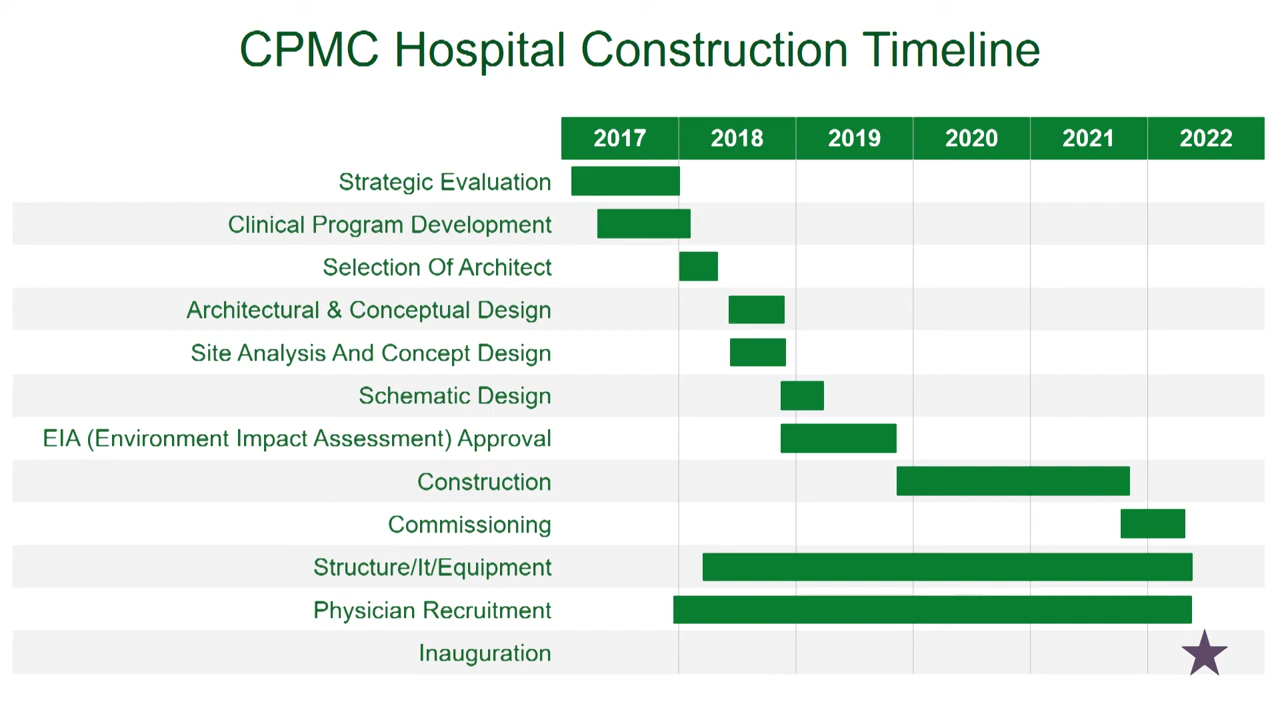 CPMC Hospital Construction Timeline
2017 2018 2019 2020 2021 2022
Strategic Evaluation
Clinical Program Development
Selection Of Architect
Architectural & Conceptual Design
Site Analysis And Concept Design
Schematic Design
EIA (Environment Impact Assessment) Approval
Construction
Commissioning
Structure/It/Equipment
Physician Recruitment
Inauguration